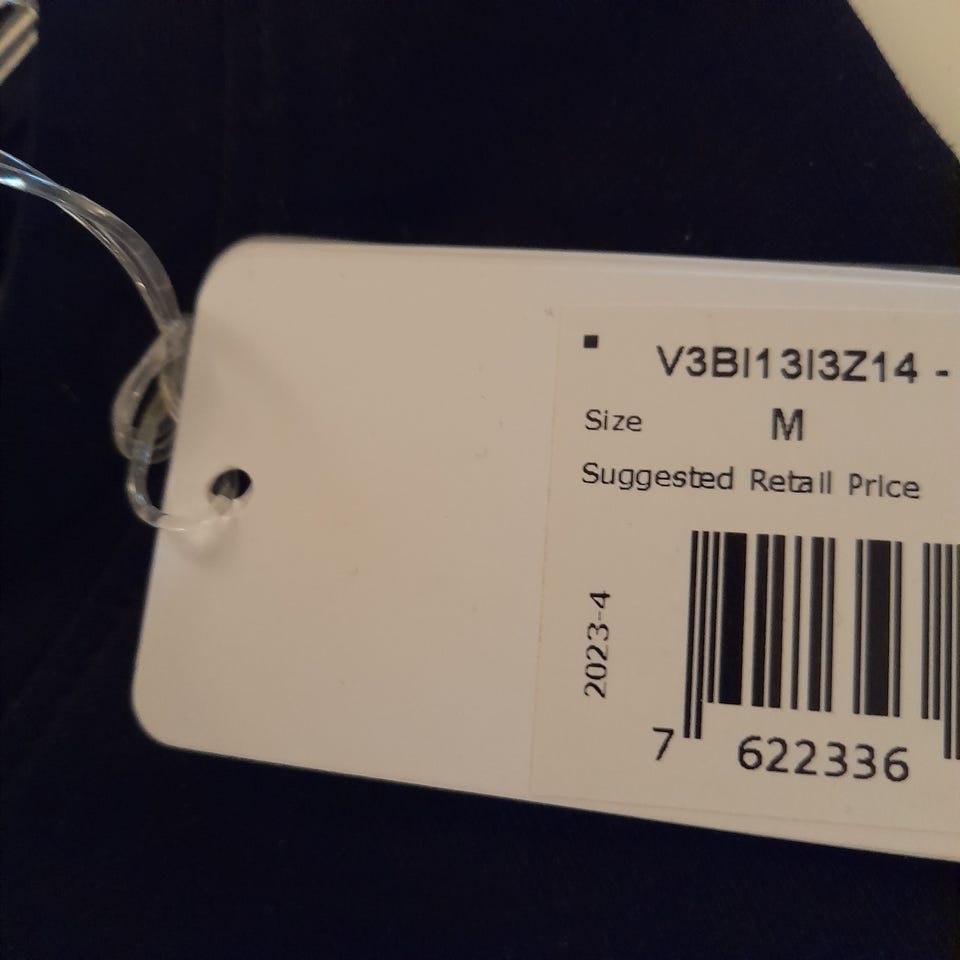 V3BI13I3Z14 -
Size M
Suggested Retail Price
2023-4
7 622336